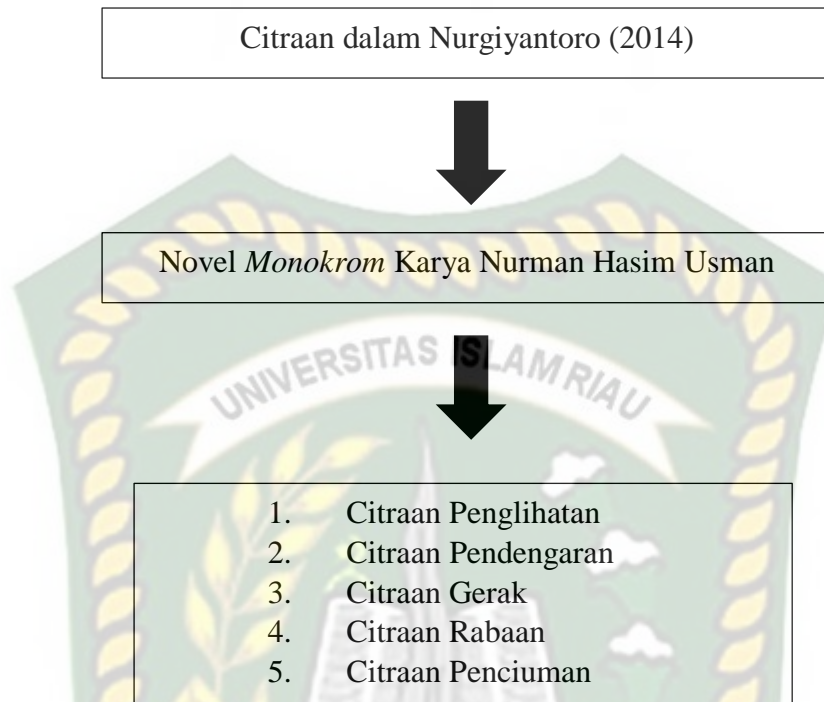 Citraan dalam Nurgiyantoro (2014)
Novel Monokrom Karya Nurman Hasim Usman
UNIVERSITAS ISLAM RIAU
1. Citraan Penglihatan
2. Citraan Pendengaran
3. Citraan Gerak
4. Citraan Rabaan
5. Citraan Penciuman